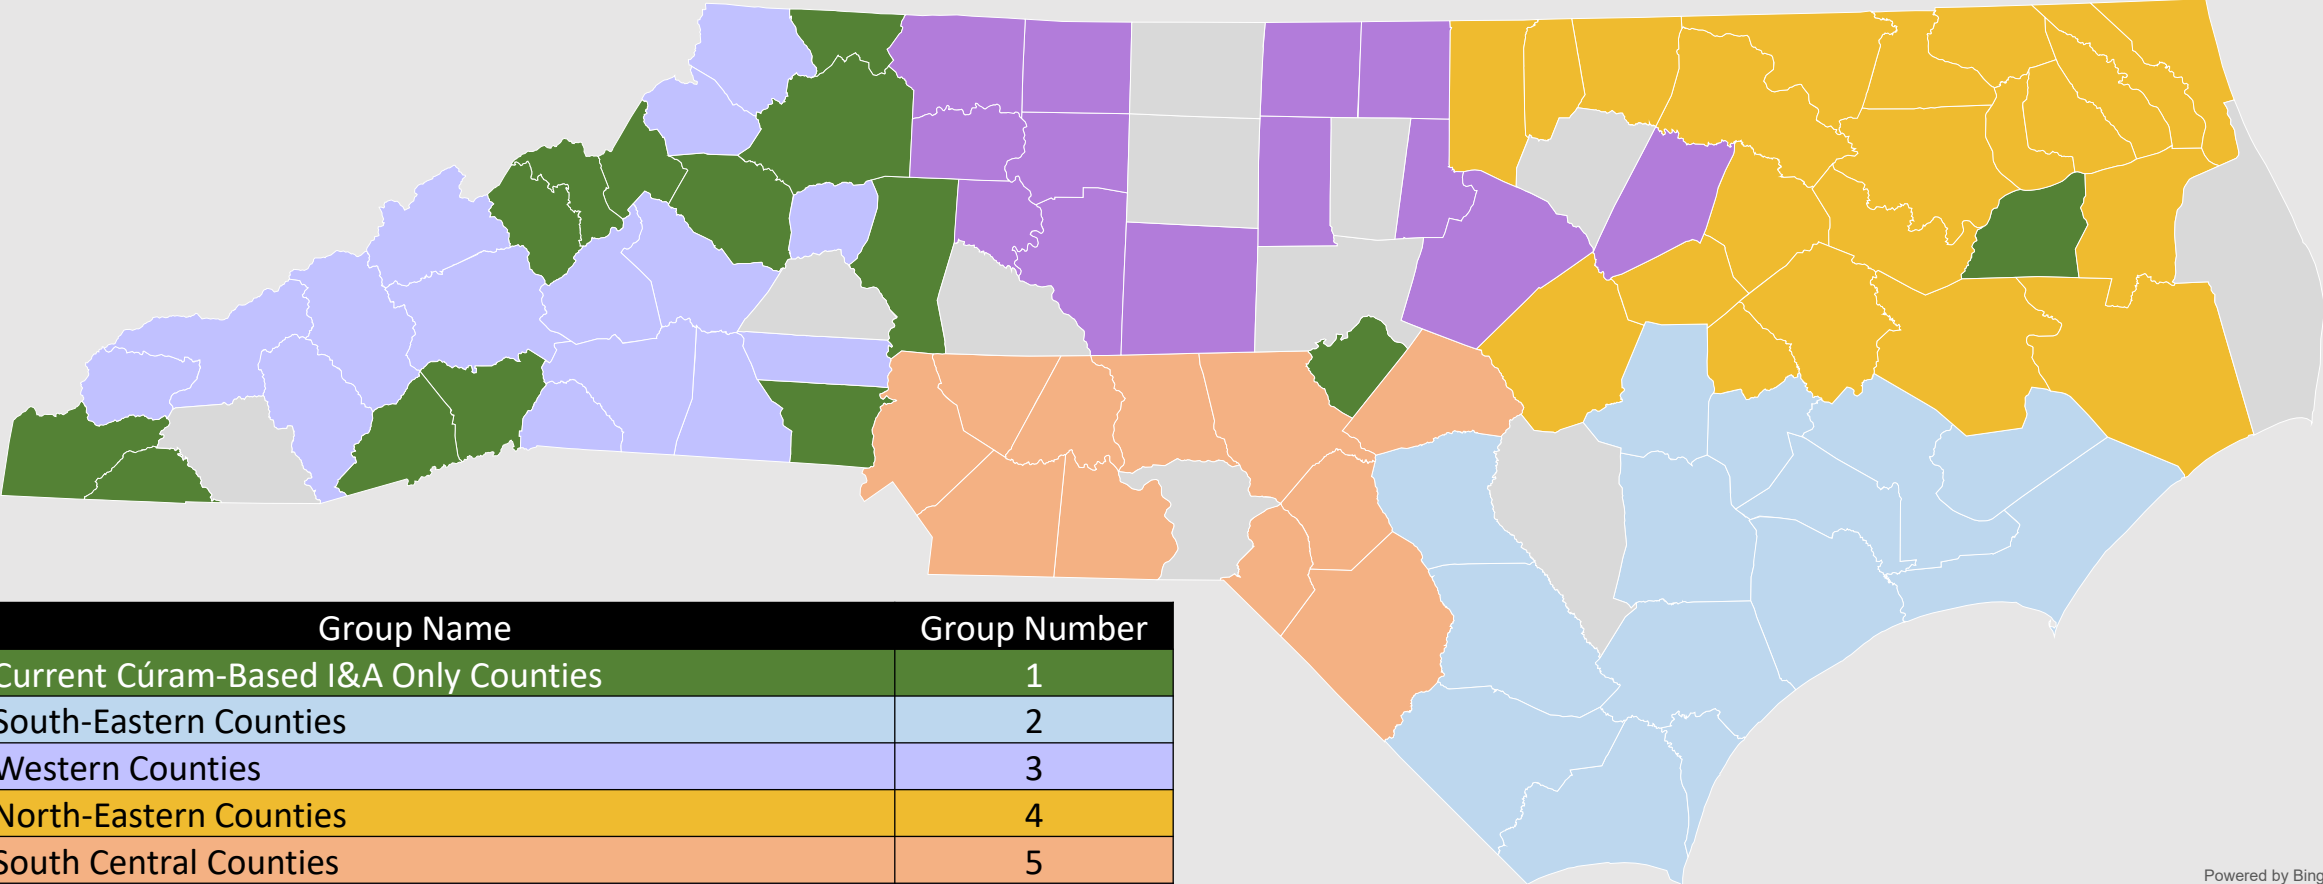 Group Name Group Number
Current Cúram-Based I&A Only Counties 1
South-Eastern Counties 2
Western Counties 3
North-Eastern Counties 4
South Central Counties 5
Powered by Bing